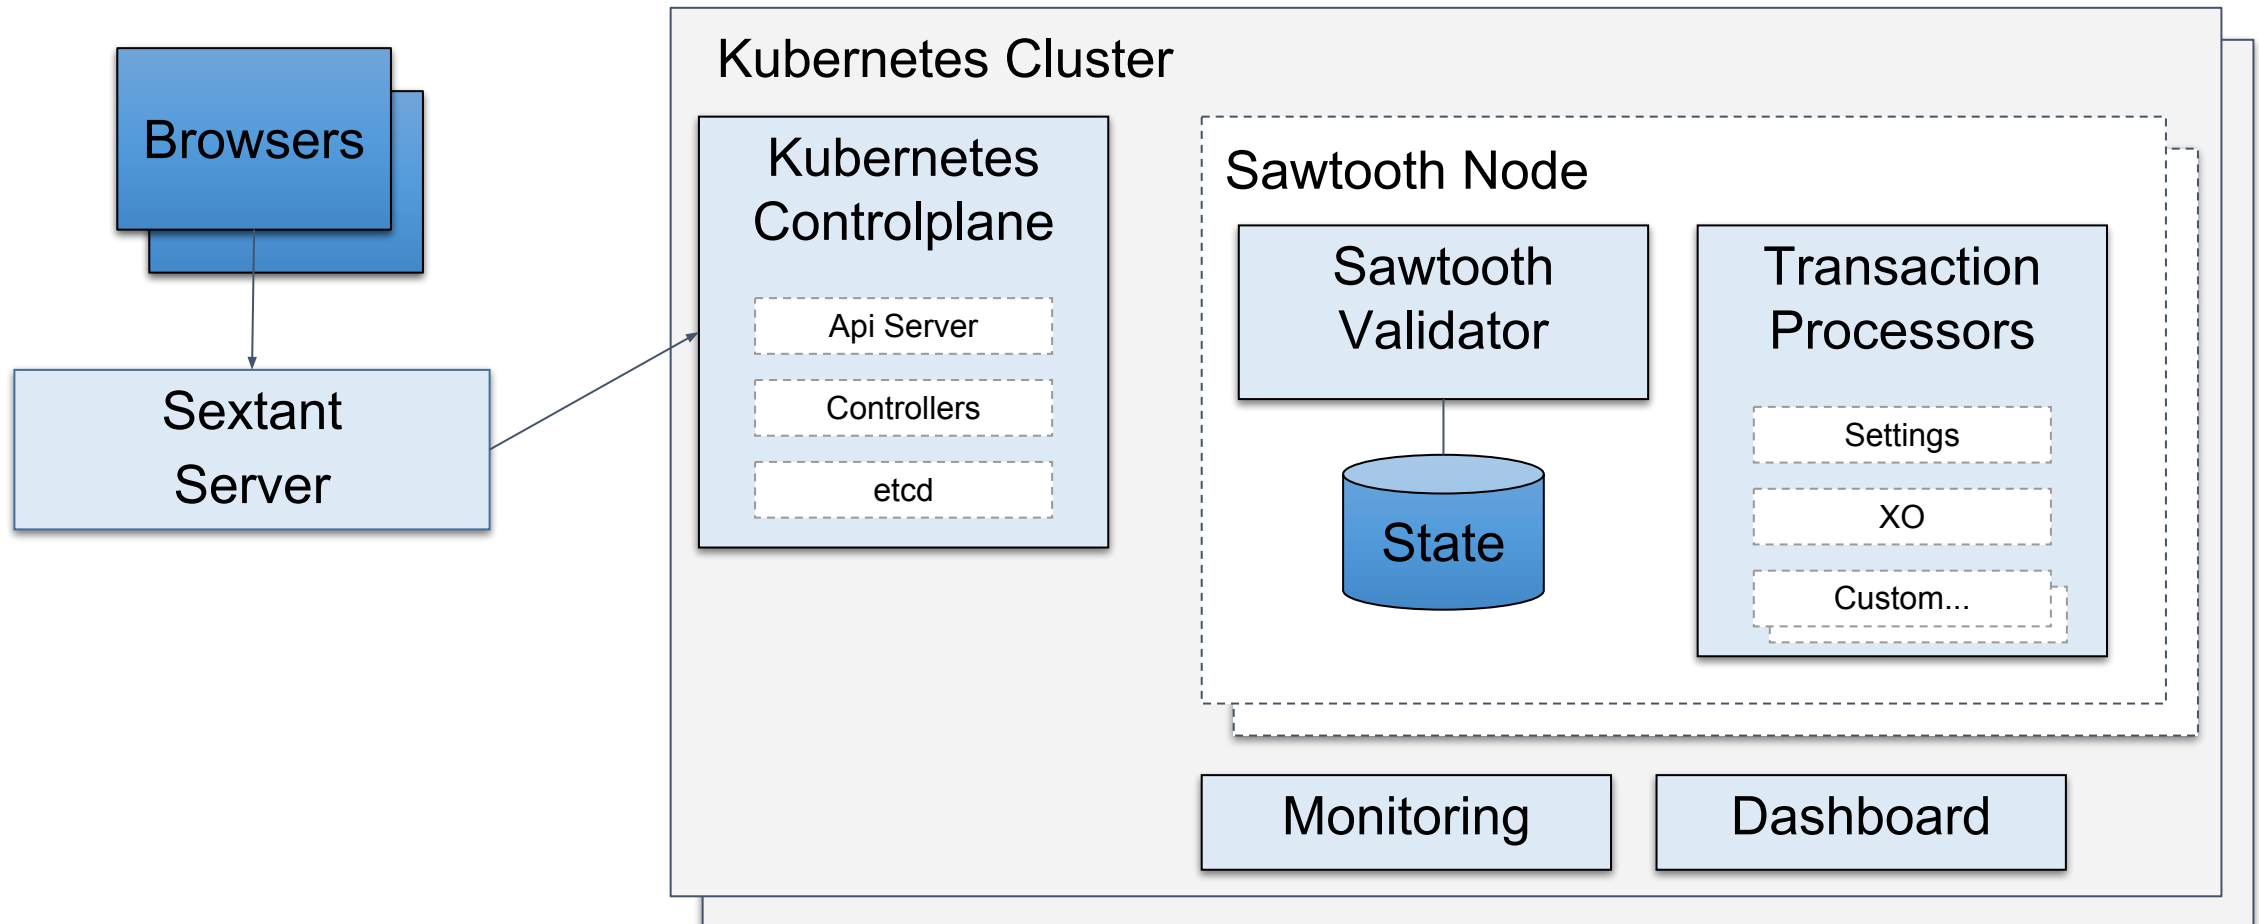 Browsers
Sextant
Server
Kubernetes Cluster
Kubernetes
Controlplane
Api Server
Controllers
etcd
Sawtooth Node
Sawtooth
Validator
State
Transaction
Processors
Settings
XO
Custom...
Monitoring
Dashboard